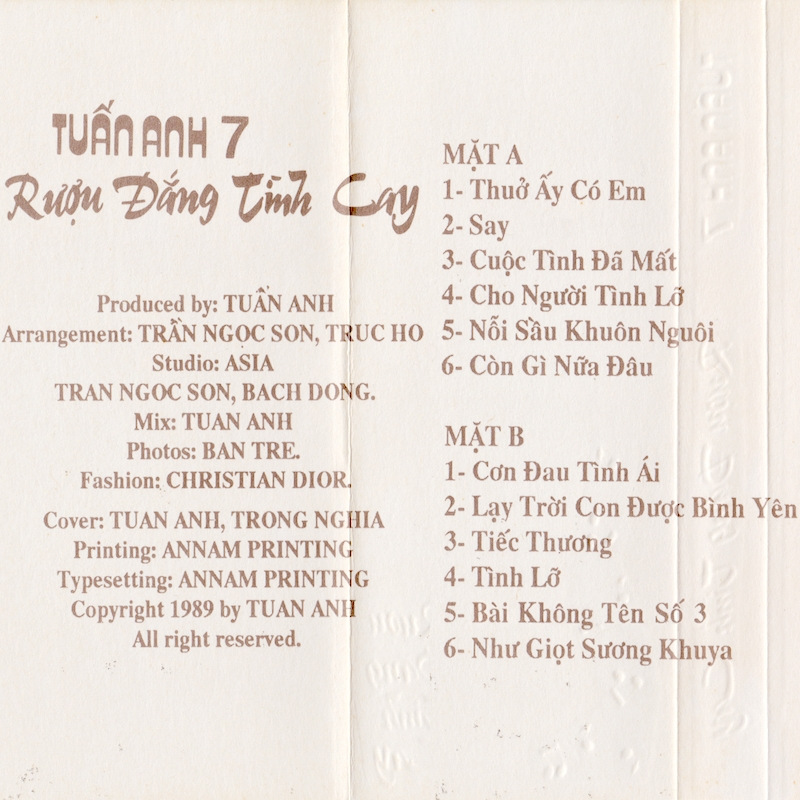 TUẤN ANH 7
Rượu Đắng Tình Cay
Produced by: TUẤN ANH
Arrangement: TRẦN NGỌC SON, TRUC HO
Studio: ASIA
TRAN NGOC SON, BACH DONG.
Mix: TUAN ANH
Photos: BAN TRE.
Fashion: CHRISTIAN DIOR.
Cover: TUAN ANH, TRONG NGHIA
Printing: ANNAM PRINTING
Typesetting: ANNAM PRINTING
Copyright 1989 by TUAN ANH
All right reserved.
MẶT A
1- Thuở Ấy Có Em
2- Say
3- Cuộc Tình Đã Mất
4- Cho Người Tình Lỡ
5- Nỗi Sầu Khuôn Nguôi
6- Còn Gì Nữa Đâu
MẶT B
1- Cơn Đau Tình Ái
2- Lạy Trời Con Được Bình Yên
3- Tiếc Thương
4- Tình Lỡ
5- Bài Không Tên Số 3
6- Như Giọt Sương Khuya